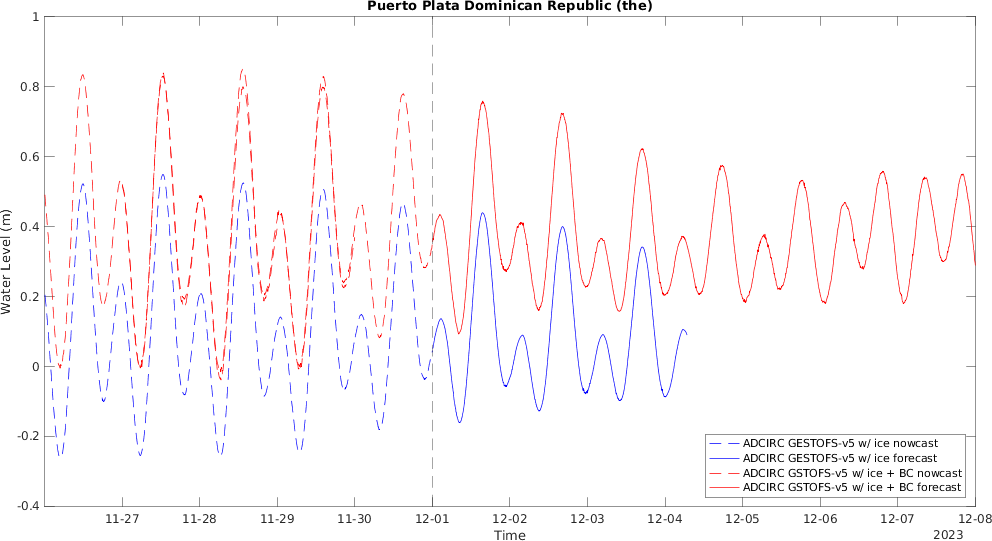 Puerto Plata Dominican Republic (the)
1
0.8
0.6
0.4
0.2
0
-0.2
-0.4
Water Level (m)
11-27 11-28 11-29 11-30 12-01 12-02 12-03 12-04 12-05 12-06 12-07 12-08
Time
2023
ADCIRC GESTOFS-v5 w/ ice nowcast
ADCIRC GESTOFS-v5 w/ ice forecast
ADCIRC GSTOFS-v5 w/ ice + BC nowcast
ADCIRC GSTOFS-v5 w/ ice + BC forecast